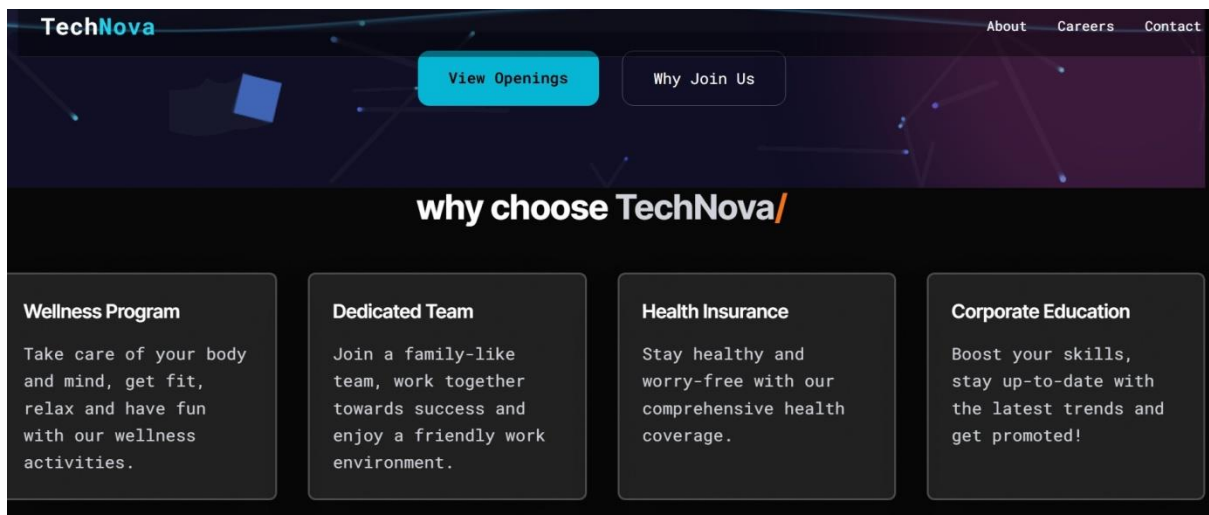 TechNova
About Careers Contact
View Openings Why Join Us
why choose TechNova/
Wellness Program
Take care of your body
and mind, get fit,
relax and have fun
with our wellness
activities.
Dedicated Team
Join a family-like
team, work together
towards success and
enjoy a friendly work
environment.
Health Insurance
Stay healthy and
worry-free with our
comprehensive health
coverage.
Corporate Education
Boost your skills,
stay up-to-date with
the latest trends and
get promoted!